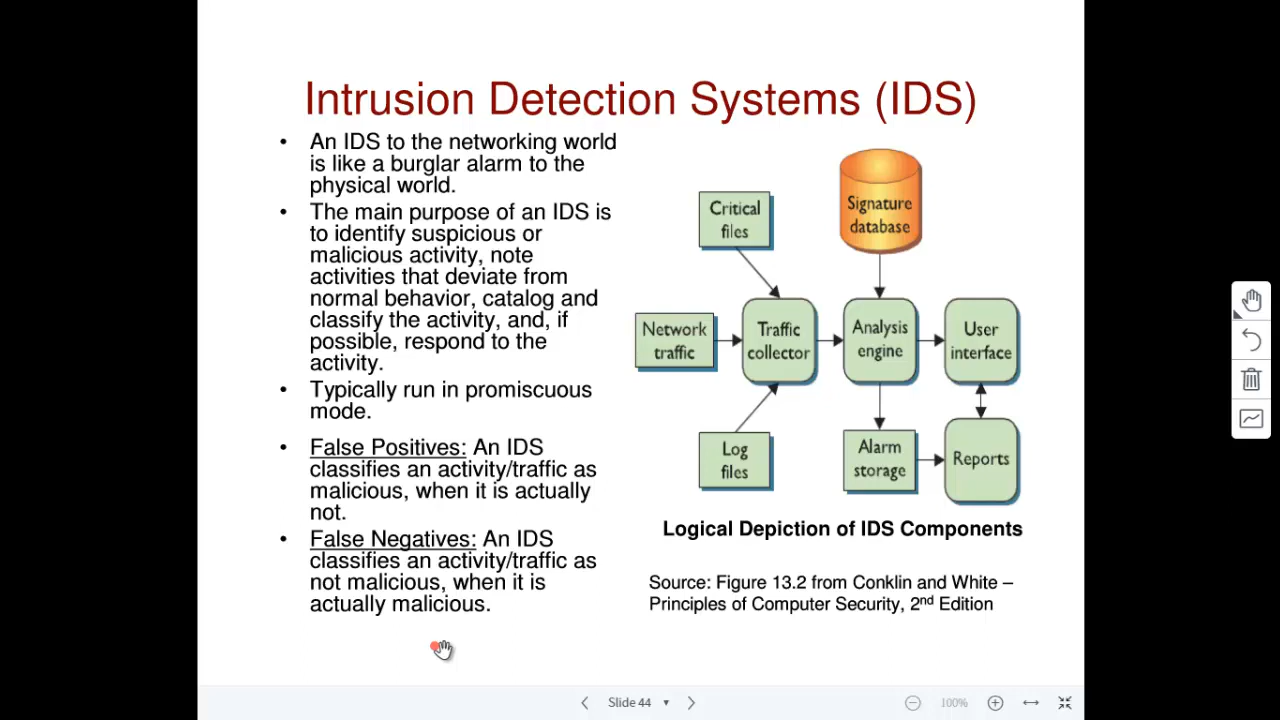 Intrusion Detection Systems (IDS)
• An IDS to the networking world
is like a burglar alarm to the
physical world.
• The main purpose of an IDS is
to identify suspicious or
malicious activity, note
activities that deviate from
normal behavior, catalog and
classify the activity, and, if
possible, respond to the
activity.
• Typically run in promiscuous
mode.
• False Positives: An IDS
classifies an activity/traffic as
malicious, when it is actually
not.
• False Negatives: An IDS
classifies an activity/traffic as
not malicious, when it is
actually malicious.
Critical
files
Signature
database
Network
traffic
Traffic
collector
Analysis
engine
User
interface
Log
files
Alarm
storage
Reports
Logical Depiction of IDS Components
Source: Figure 13.2 from Conklin and White –
Principles of Computer Security, 2nd Edition
Slide 44
100%